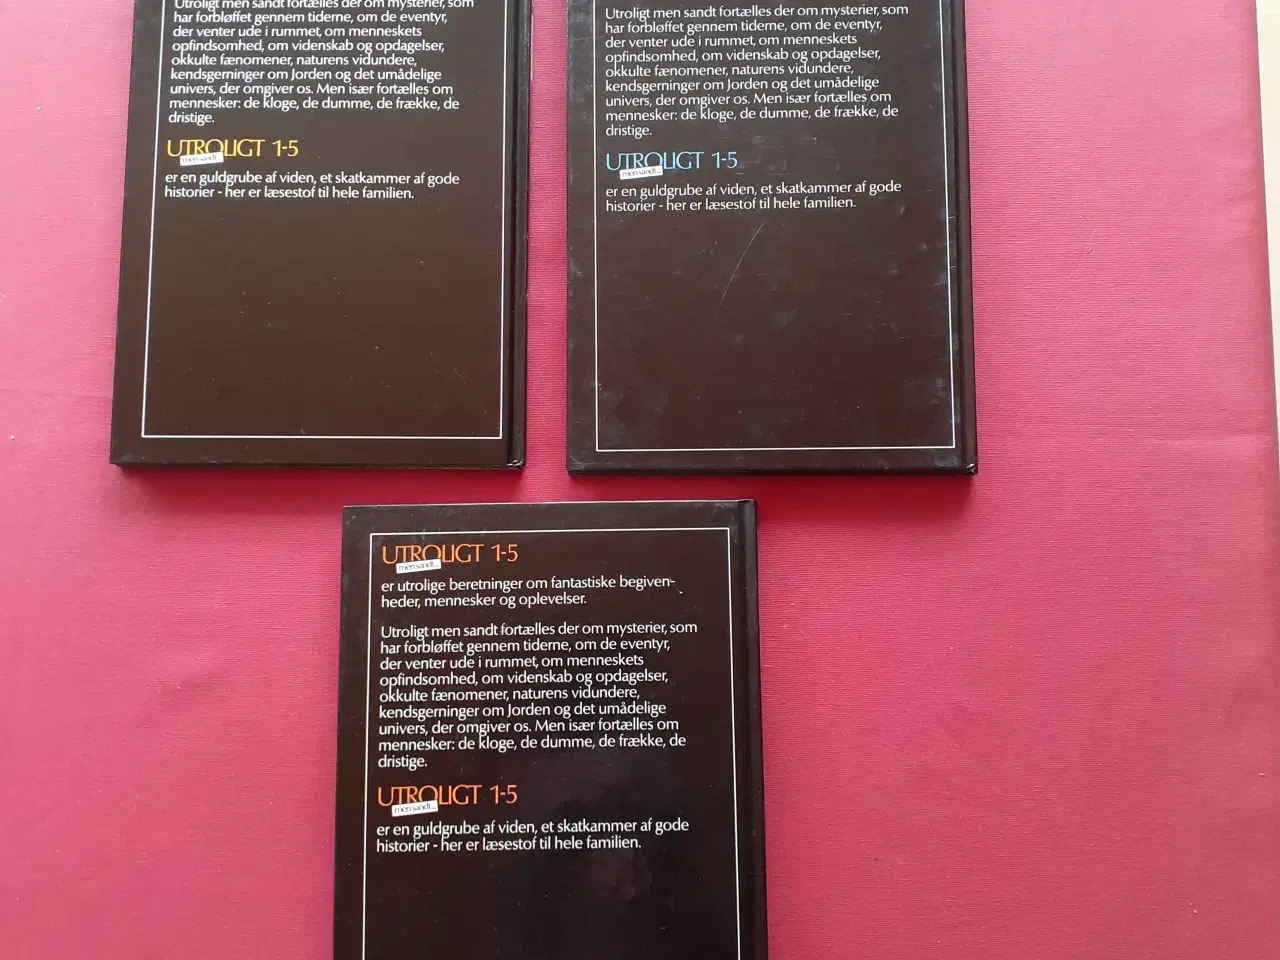 Utroligt men sandt fortælles der om mysterier, som
har forbløffet gennem tiderne, om de eventyr,
der venter ude i rummet, om menneskets
opfindsomhed, om videnskab og opdagelser,
okkulte fænomener, naturens vidundere,
kendsgerninger om Jorden og det umådelige
univers, der omgiver os. Men især fortælles om
mennesker: de kloge, de dumme, de frække, de
dristige.
UTROLIGT 1-5
men sandt...
er en guldgrube af viden, et skatkammer af gode
historier - her er læsestof til hele familien.
Utroligt men sandt fortælles der om mysterier, som
har forbløffet gennem tiderne, om de eventyr,
der venter ude i rummet, om menneskets
opfindsomhed, om videnskab og opdagelser,
okkulte fænomener, naturens vidundere,
kendsgerninger om Jorden og det umådelige
univers, der omgiver os. Men især fortælles om
mennesker: de kloge, de dumme, de frække, de
dristige.
UTROLIGT 1-5
men sandt...
er en guldgrube af viden, et skatkammer af gode
historier - her er læsestof til hele familien.
UTROLIGT 1-5
men sandt...
er utrolige beretninger om fantastiske begiven-
heder, mennesker og oplevelser.
Utroligt men sandt fortælles der om mysterier, som
har forbløffet gennem tiderne, om de eventyr,
der venter ude i rummet, om menneskets
opfindsomhed, om videnskab og opdagelser,
okkulte fænomener, naturens vidundere,
kendsgerninger om Jorden og det umådelige
univers, der omgiver os. Men især fortælles om
mennesker: de kloge, de dumme, de frække, de
dristige.
UTROLIGT 1-5
men sandt...
er en guldgrube af viden, et skatkammer af gode
historier - her er læsestof til hele familien.